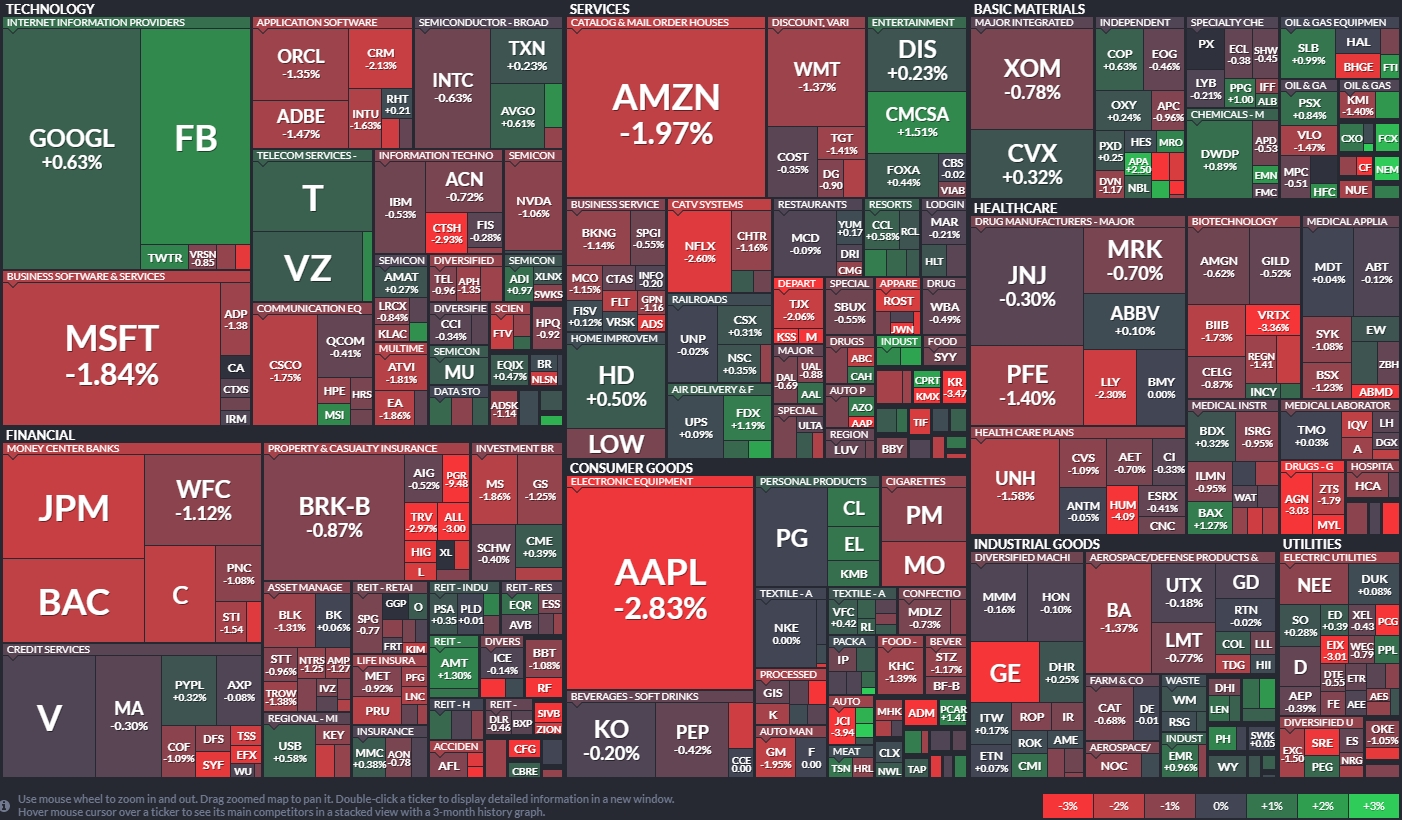 TECHNOLOGY
INTERNET INFORMATION PROVIDERS
GOOGL
+0.63%
FB
TWTR
VRSN
-0.85
BUSINESS SOFTWARE & SERVICES
MSFT
-1.84%
ADP
-1.38
CA
CTXS
IRM
APPLICATION SOFTWARE
ORCL
-1.35%
CRM
-2.13%
ADBE
-1.47%
INTU
-1.63%
RHT
+0.21
SEMICONDUCTOR - BROAD
INTC
-0.63%
TXN
+0.23%
AVGO
+0.61%
TELECOM SERVICES -
T
VZ
INFORMATION TECHNO
IBM
-0.53%
ACN
-0.72%
CTSH
-2.93%
FIS
-0.28%
SEMICON
NVDA
-1.06%
COMMUNICATION EQ
CSCO
-1.75%
QCOM
-0.41%
HPE
HRS
MSI
SEMICON
AMAT
+0.27%
LRCX
-0.84%
KLAC
DIVERSIFIED
TEL
-0.96
APH
-1.35
SEMICON
ADI
+0.97
XLNX
SWKS
DIVERSIFIE
CCI
-0.34%
SCIEN
FTV
HPQ
-0.92
MULTIME
ATVI
-1.81%
EA
-1.86%
SEMICON
MU
DATA STO
EQIX
+0.47%
BR
NLSN
ADSK
-1.14
SERVICES
CATALOG & MAIL ORDER HOUSES
AMZN
-1.97%
DISCOUNT, VARI
WMT
-1.37%
COST
-0.35%
TGT
-1.41%
DG
-0.90
ENTERTAINMENT
DIS
+0.23%
CMCSA
+1.51%
FOXA
+0.44%
CBS
-0.02
VIAB
BUSINESS SERVICE
BKNG
-1.14%
SPGI
-0.55%
MCO
-1.15%
CTAS
INFO
-0.20
FLT
GPN
-1.16
FISV
+0.12%
VRSK
ADS
CATV SYSTEMS
NFLX
-2.60%
CHTR
-1.16%
RESTAURANTS
MCD
-0.09%
YUM
+0.17
DRI
CMG
RESORTS
CCL
+0.58%
RCL
LODGIN
MAR
-0.21%
HLT
HOME IMPROVEM
HD
+0.50%
LOW
RAILROADS
UNP
-0.02%
CSX
+0.31%
NSC
+0.35%
AIR DELIVERY & F
UPS
+0.09%
FDX
+1.19%
DEPART
TJX
-2.06%
KSS
M
SPECIAL
SBUX
-0.55%
APPARE
ROST
JWN
DRUG
WBA
-0.49%
MAJOR
DAL
-0.69
UAL
-0.88
AAL
DRUGS
ABC
CAH
INDUST
FOOD
SYY
AUTO P
AZO
AAP
CPRT
KMX
KR
-3.47
SPECIAL
ULTA
REGION
LUV
BBY
TIF
BASIC MATERIALS
MAJOR INTEGRATED
XOM
-0.78%
CVX
+0.32%
INDEPENDENT
COP
+0.63%
EOG
-0.46%
OXY
+0.24%
APC
-0.96%
PXD
+0.25
HES
MRO
APA
+2.50
DVN
-1.17
NBL
SPECIALTY CHE
PX
ECL
-0.38
SHW
-0.45
LYB
-0.21%
PPG
+1.00
IFF
ALB
CHEMICALS - M
DWDP
+0.89%
APD
-0.53
EMN
FMC
OIL & GAS EQUIPMEN
SLB
+0.99%
HAL
BHGE
FTI
OIL & GA
PSX
+0.84%
VLO
-1.47%
MPC
-0.51
HFC
OIL & GAS
KMI
-1.40%
CXO
FCX
CF
NEM
NUE
HEALTHCARE
DRUG MANUFACTURERS - MAJOR
JNJ
-0.30%
MRK
-0.70%
ABBV
+0.10%
PFE
-1.40%
LLY
-2.30%
BMY
0.00%
BIOTECHNOLOGY
AMGN
-0.62%
GILD
-0.52%
BIIB
-1.73%
VRTX
-3.36%
REGN
-1.41
CELG
-0.87%
INCY
MEDICAL APPLIA
MDT
+0.04%
ABT
-0.12%
SYK
-1.08%
EW
ZBH
BSX
-1.23%
ABMD
HEALTH CARE PLANS
UNH
-1.58%
CVS
-1.09%
AET
-0.70%
CI
-0.33%
ANTM
-0.05%
HUM
-4.09
ESRX
-0.41%
CNC
MEDICAL INSTR
BDX
+0.32%
ISRG
-0.95%
ILMN
-0.95%
WAT
BAX
+1.27%
MEDICAL LABORATOR
TMO
+0.03%
IQV
LH
A
DGX
DRUGS - G
AGN
-3.03
ZTS
-1.79
MYL
HOSPITA
HCA
FINANCIAL
MONEY CENTER BANKS
JPM
WFC
-1.12%
BAC
C
PNC
-1.08%
STI
-1.54
PROPERTY & CASUALTY INSURANCE
BRK-B
-0.87%
AIG
-0.52%
PGR
-9.48
TRV
-2.97%
ALL
-3.00
HIG
XL
L
INVESTMENT BR
MS
-1.86%
GS
-1.25%
SCHW
-0.40%
CME
+0.39%
CREDIT SERVICES
V
MA
-0.30%
PYPL
+0.32%
AXP
-0.08%
COF
-1.09%
DFS
TSS
SYF
EFX
WU
ASSET MANAGE
BLK
-1.31%
BK
+0.06%
STT
-0.96%
NTRS
-1.25
AMP
-1.27
TROW
-1.38%
IVZ
REGIONAL - MI
USB
+0.58%
KEY
REIT - RETAI
SPG
-0.77
GGP
O
FRT
KIM
LIFE INSURA
MET
-0.92%
PFG
PRU
LNC
INSURANCE
MMC
+0.38%
AON
-0.78
REIT - INDU
PSA
+0.35
PLD
+0.01
REIT - RES
EQR
ESS
AVB
REIT -
AMT
+1.30%
DIVERS
ICE
-0.14%
BBT
-1.08%
RF
REIT - H
REIT -
DLR
-0.46
BXP
SIVB
ZION
ACCIDEN
AFL
CFG
CBRE
CONSUMER GOODS
ELECTRONIC EQUIPMENT
AAPL
-2.83%
PERSONAL PRODUCTS
PG
CL
EL
KMB
CIGARETTES
PM
MO
TEXTILE - A
NKE
0.00%
TEXTILE - A
VFC
+0.42
RL
CONFECTIO
MDLZ
-0.73%
PACKA
IP
FOOD -
KHC
-1.39%
BEVER
STZ
-1.17%
BF-B
BEVERAGES - SOFT DRINKS
KO
-0.20%
PEP
-0.42%
CCE
0.00
PROCESSED
GIS
K
AUTO MAN
GM
-1.95%
F
0.00
AUTO
JCI
-3.94
MHK
ADM
PCAR
+1.41
MEAT
TSN
HRL
CLX
NWL
TAP
INDUSTRIAL GOODS
DIVERSIFIED MACHI
MMM
-0.16%
HON
-0.10%
GE
DHR
+0.25%
ITW
+0.17%
ROP
IR
ETN
+0.07%
ROK
AME
CMI
AEROSPACE/DEFENSE PRODUCTS &
BA
-1.37%
UTX
-0.18%
GD
RTN
-0.02%
LMT
-0.77%
COL
LLL
TDG
HII
FARM & CO
CAT
-0.68%
DE
-0.01
WASTE
WM
RSG
DHI
LEN
AEROSPACE/
NOC
INDUST
EMR
+0.96%
PH
SWK
+0.05
WY
UTILITIES
ELECTRIC UTILITIES
NEE
DUK
+0.08%
SO
+0.28%
ED
+0.39
XEL
-0.43
PCG
EIX
-3.01
WEC
-0.79
PPL
D
DTE
-0.55
ETR
AEP
-0.39%
FE
AEE
AES
DIVERSIFIED U
EXC
-1.50
SRE
ES
OKE
-1.05%
PEG
NRG
Use mouse wheel to zoom in and out. Drag zoomed map to pan it. Double-click a ticker to display detailed information in a new window.
Hover mouse cursor over a ticker to see its main competitors in a stacked view with a 3-month history graph.
-3%
-2%
-1%
0%
+1%
+2%
+3%